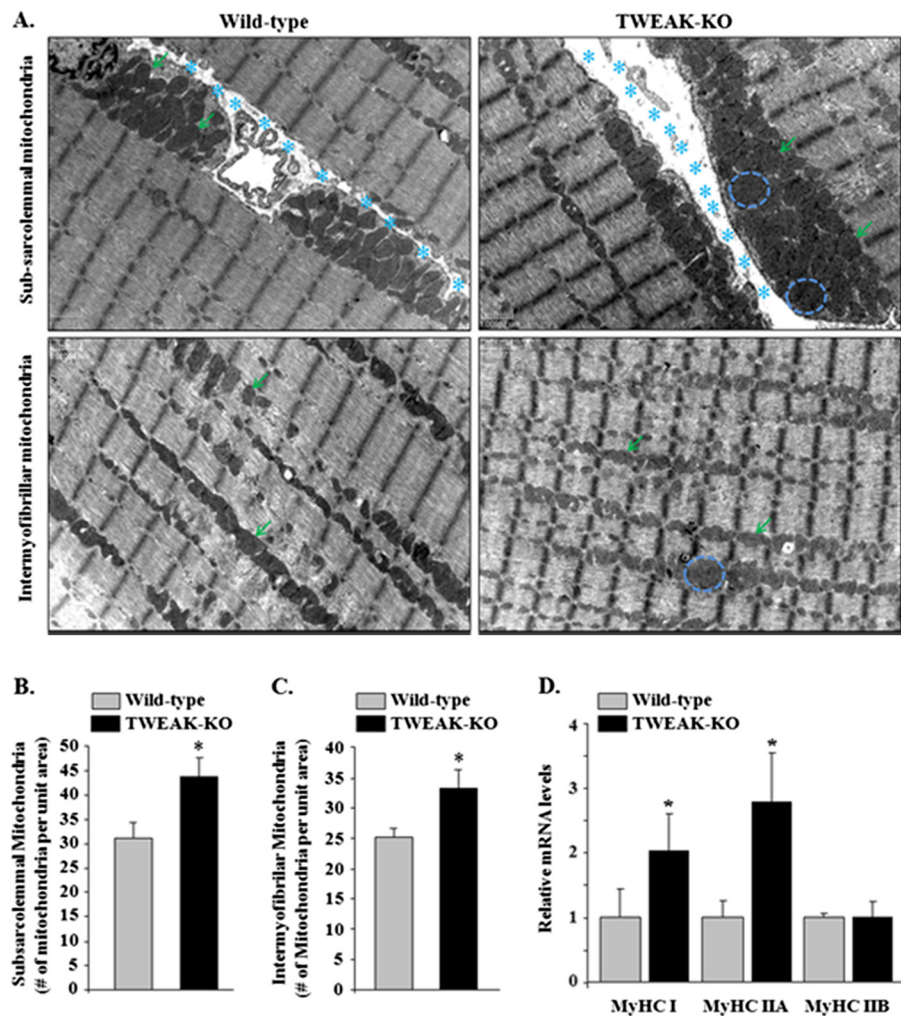 A.
Wild-type
TWEAK-KO
Sub-sarcolemmal mitochondria
Intermyofibrillar mitochondria
B.
Wild-type
TWEAK-KO
Subsarcolemmal Mitochondria
(# of mitochondria per unit area)
50
45
40
35
30
25
20
15
10
5
0
*
C.
Wild-type
TWEAK-KO
Intermyofibrilar Mitochondria
(# of Mitochondria per unit area)
40
35
30
25
20
15
10
5
0
*
D.
Wild-type
TWEAK-KO
Relative mRNA levels
4
3
2
1
0
*
*
MyHC I
MyHC IIA
MyHC IIB